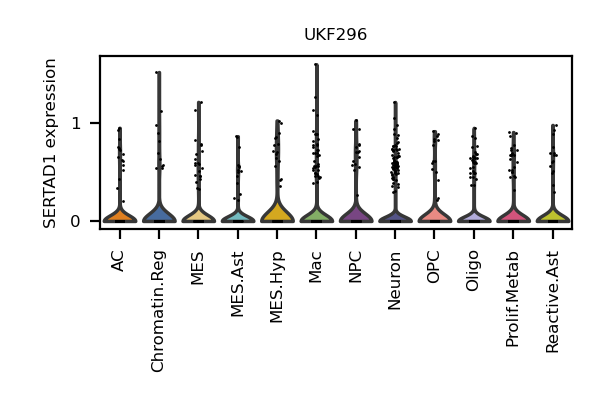 UKF296
SERTAD1 expression
1
0
AC
Chromatin.Reg
MES
MES.Ast
MES.Hyp
Mac
NPC
Neuron
OPC
Oligo
Prolif.Metab
Reactive.Ast